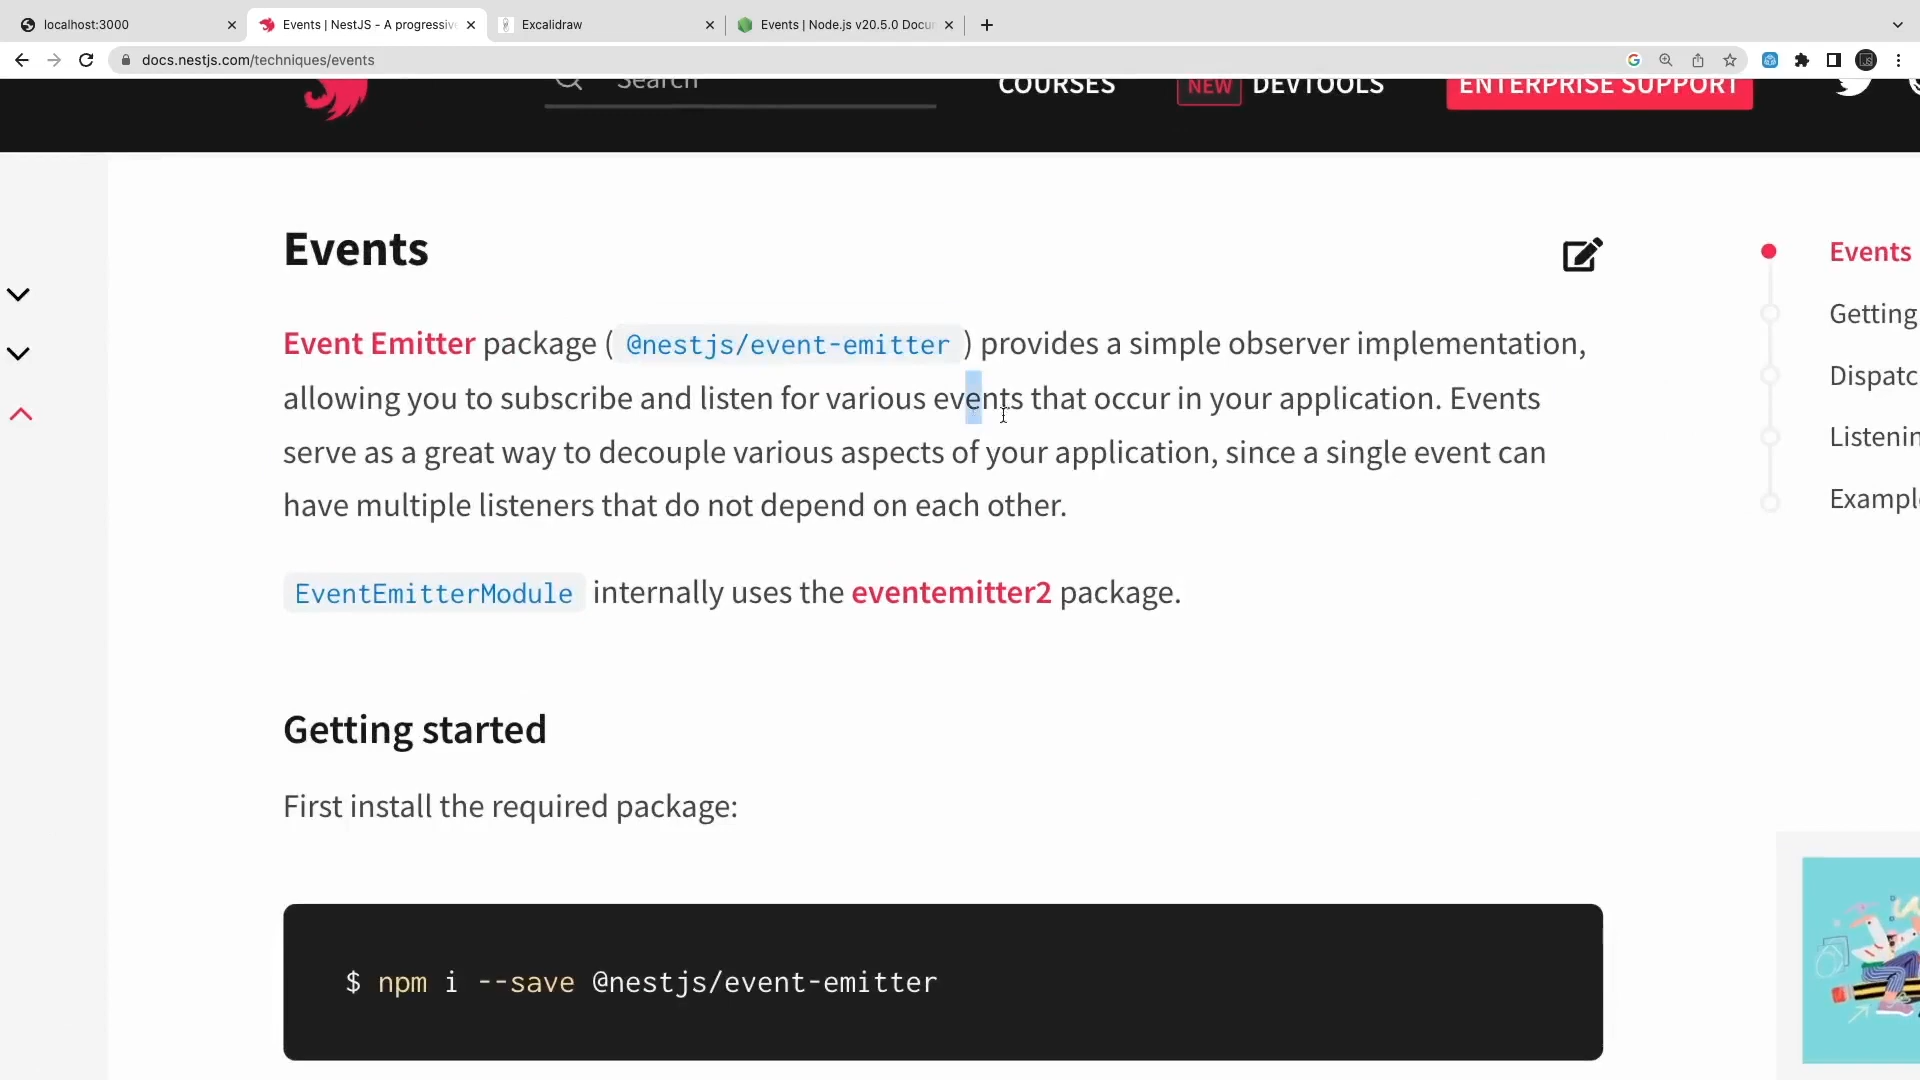 localhost:3000
Events | NestJS - A progressive
Excalidraw
Events | Node.js v20.5.0 Docu
docs.nestjs.com/techniques/events
Search
COURSES
NEW DEVTOOLS
ENTERPRISE SUPPORT
Events
Event Emitter package ( @nestjs/event-emitter ) provides a simple observer implementation,
allowing you to subscribe and listen for various events that occur in your application. Events
serve as a great way to decouple various aspects of your application, since a single event can
have multiple listeners that do not depend on each other.
EventEmitterModule internally uses the eventemitter2 package.
Getting started
First install the required package:
$ npm i --save @nestjs/event-emitter
Events
Getting
Dispatc
Listenin
Example